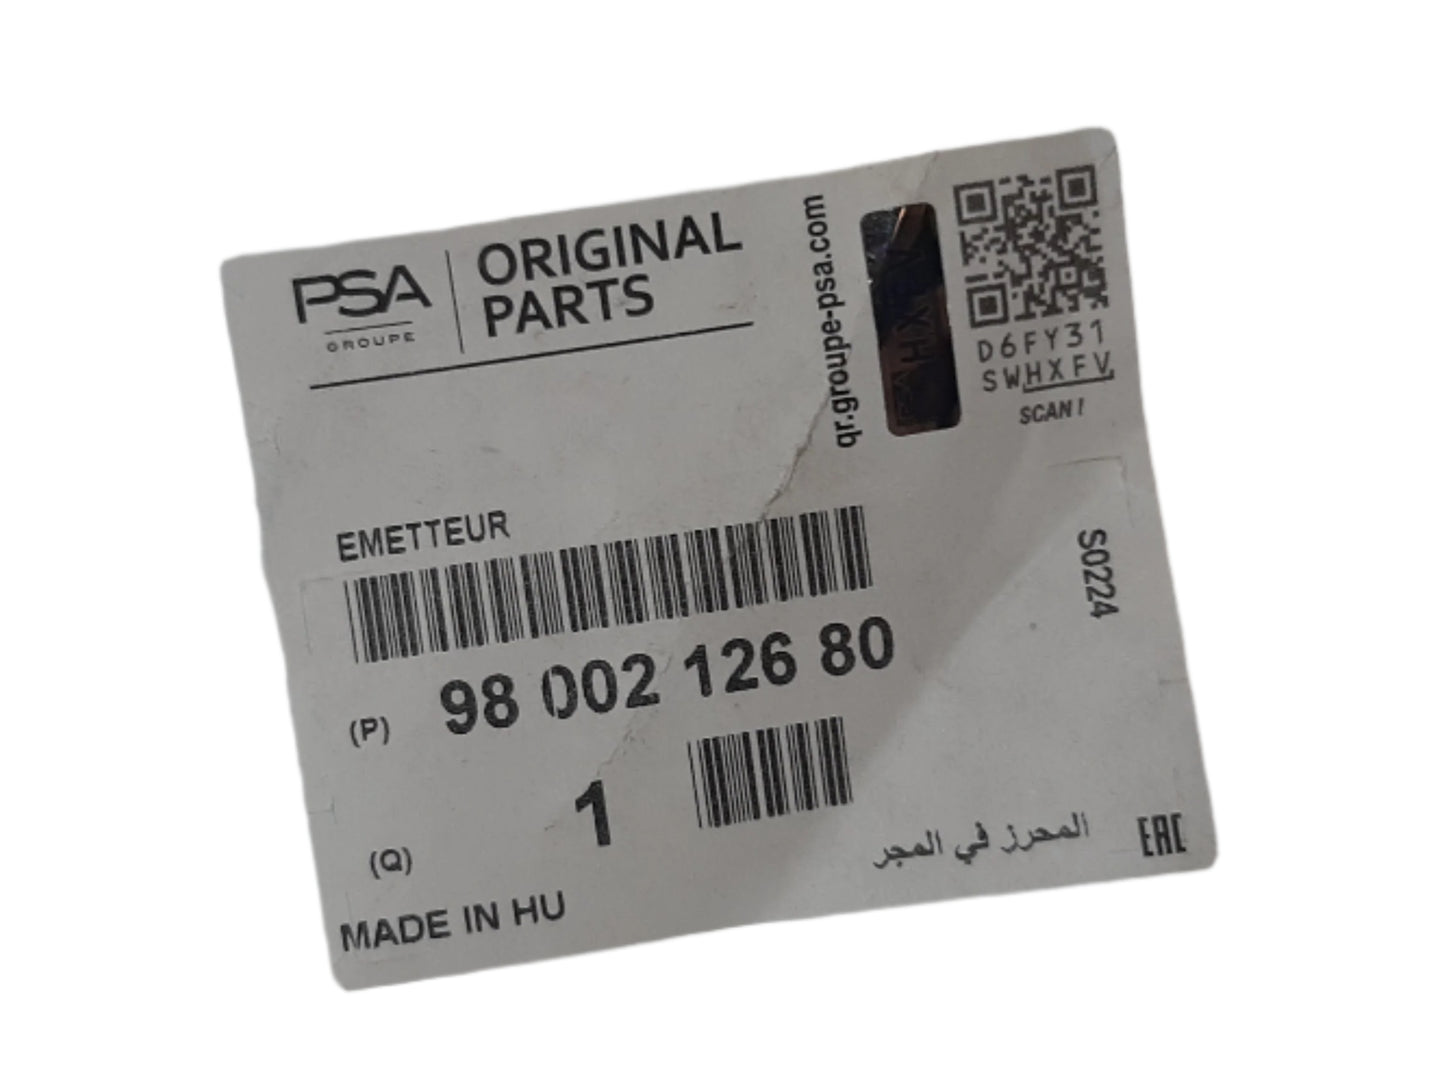 PSA
GROUPE
ORIGINAL
PARTS
qr.groupe-psa.com
D6FY31
SWHXFV
SCAN!
EMETTEUR
(P) 98 002 126 80
S0224
(Q) 1
المحرز في المجر
EAC
MADE IN HU